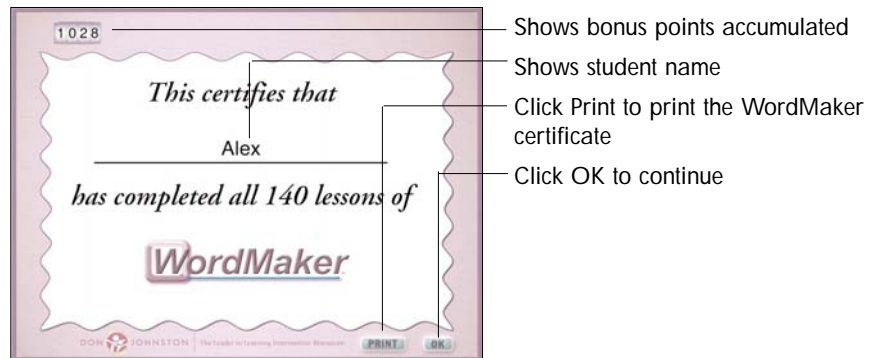 1028
Shows bonus points accumulated
Shows student name
This certifies that
Click Print to print the WordMaker
certificate
Alex
Click OK to continue
has completed all 140 lessons of
WordMaker
DON JOHNSTON The Leader in Learning Intervention Resources PRINT OK